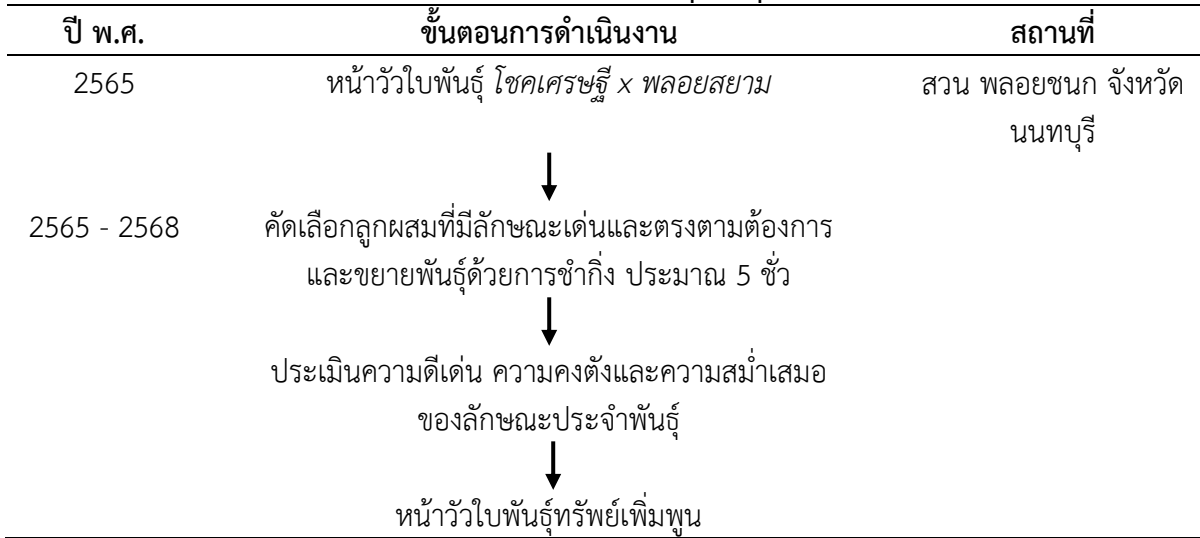 ปี พ.ศ. ขั้นตอนการดำเนินงาน สถานที่
2565 หน้าวัวใบพันธุ์ โชคเศรษฐี x พลอยสยาม สวน พลอยชนก จังหวัด
นนทบุรี
2565 - 2568 คัดเลือกลูกผสมที่มีลักษณะเด่นและตรงตามต้องการ
และขยายพันธุ์ด้วยการชำกิ่ง ประมาณ 5 ชั่ว
ประเมินความดีเด่น ความคงตังและความสม่ำเสมอ
ของลักษณะประจำพันธุ์
หน้าวัวใบพันธุ์ทรัพย์เพิ่มพูน